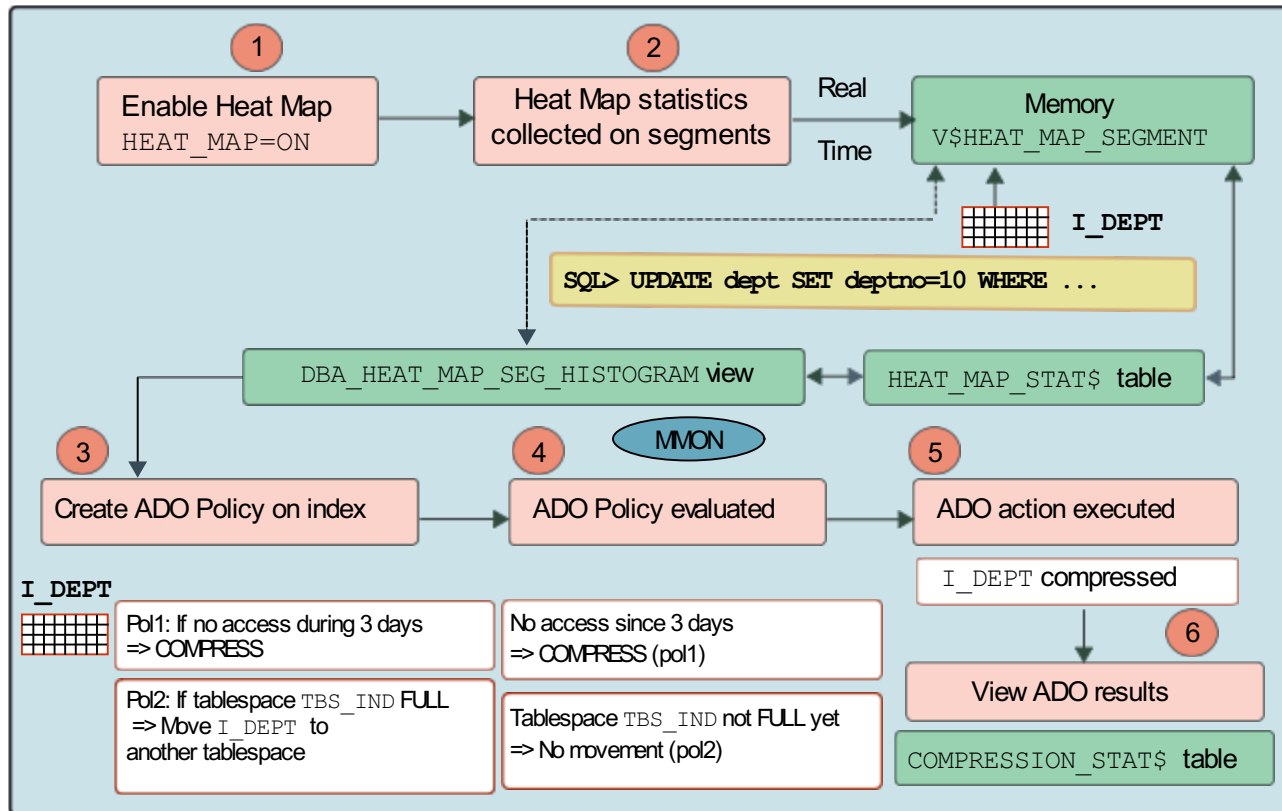 1
Enable Heat Map
HEAT_MAP=ON
2
Heat Map statistics
collected on segments
Real
Time
Memory
V$HEAT_MAP_SEGMENT
I_DEPT
SQL> UPDATE dept SET deptno=10 WHERE ...
DBA_HEAT_MAP_SEG_HISTOGRAM view
HEAT_MAP_STAT$ table
MMON
3
Create ADO Policy on index
4
ADO Policy evaluated
5
ADO action executed
I_DEPT
Pol1: If no access during 3 days
=> COMPRESS
Pol2: If tablespace TBS_IND FULL
=> Move I_DEPT to
another tablespace
No access since 3 days
=> COMPRESS (pol1)
Tablespace TBS_IND not FULL yet
=> No movement (pol2)
I_DEPT compressed
6
View ADO results
COMPRESSION_STAT$ table